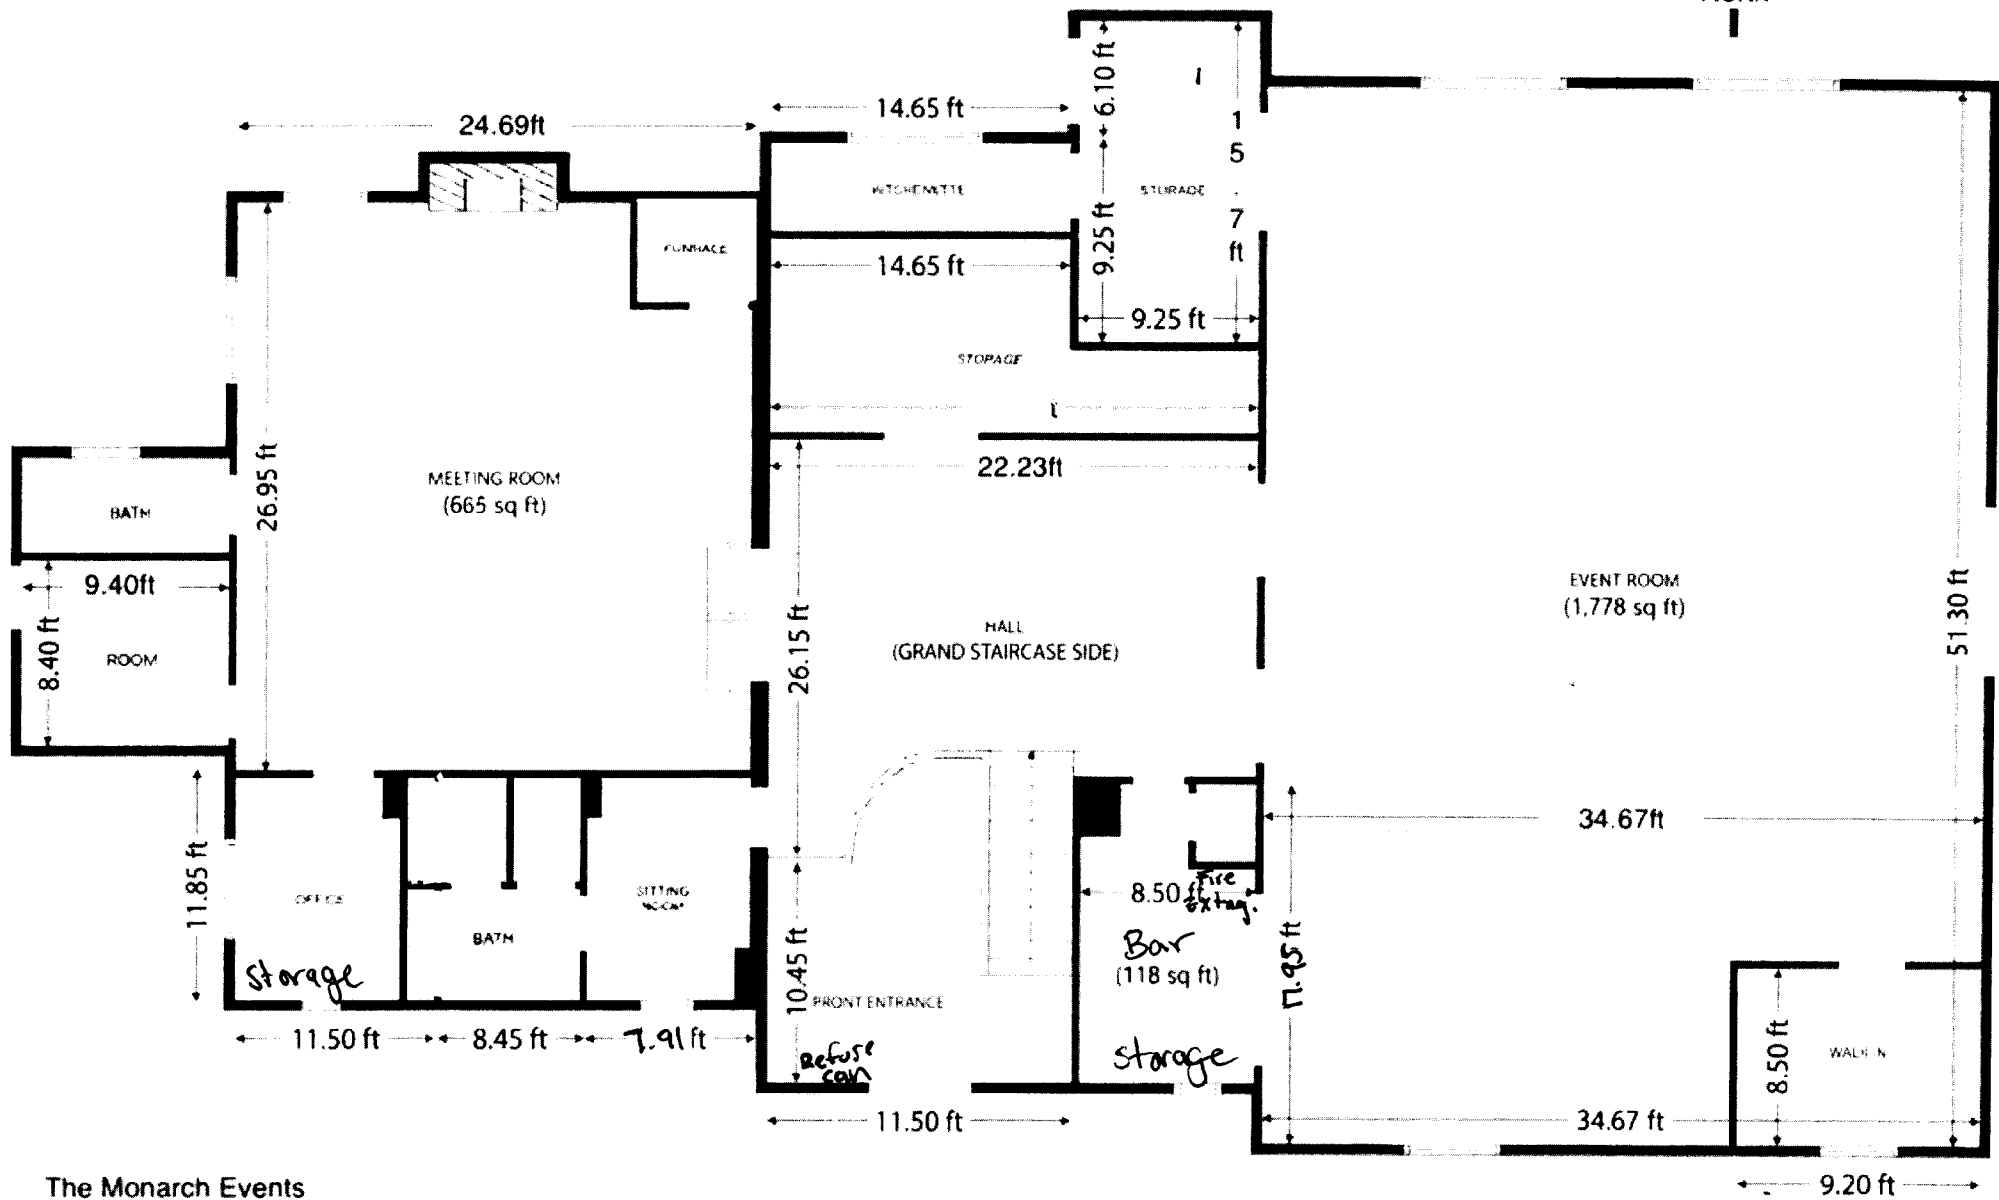 24.69ft
14.65 ft
6.10 ft
1
5
.
7
ft
KITCHENETTE
STORAGE
9.25 ft
FURNACE
14.65 ft
9.25 ft
STORAGE
22.23ft
26.95 ft
MEETING ROOM
(665 sq ft)
BATH
9.40ft
8.40 ft
ROOM
26.15 ft
HALL
(GRAND STAIRCASE SIDE)
EVENT ROOM
(1,778 sq ft)
51.30 ft
34.67ft
11.85 ft
OFFICE
Storage
BATH
SITTING
ROOM
10.45 ft
FRONT ENTRANCE
Refuse
can
8.50 ft
Fire
Extug.
Bar
(118 sq ft)
Storage
17.95 ft
8.50 ft
WALK-IN
11.50 ft
8.45 ft
7.91 ft
11.50 ft
34.67 ft
9.20 ft
The Monarch Events